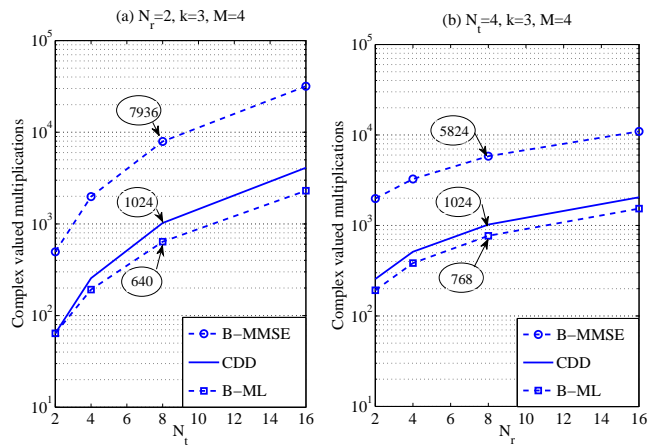 (a) N_r=2, k=3, M=4
Complex valued multiplications
10^5
10^4
10^3
10^2
10^1
7936
1024
640
B−MMSE
CDD
B−ML
2 4 6 8 10 12 14 16
N_t
(b) N_t=4, k=3, M=4
Complex valued multiplications
10^5
10^4
10^3
10^2
10^1
5824
1024
768
B−MMSE
CDD
B−ML
2 4 6 8 10 12 14 16
N_r